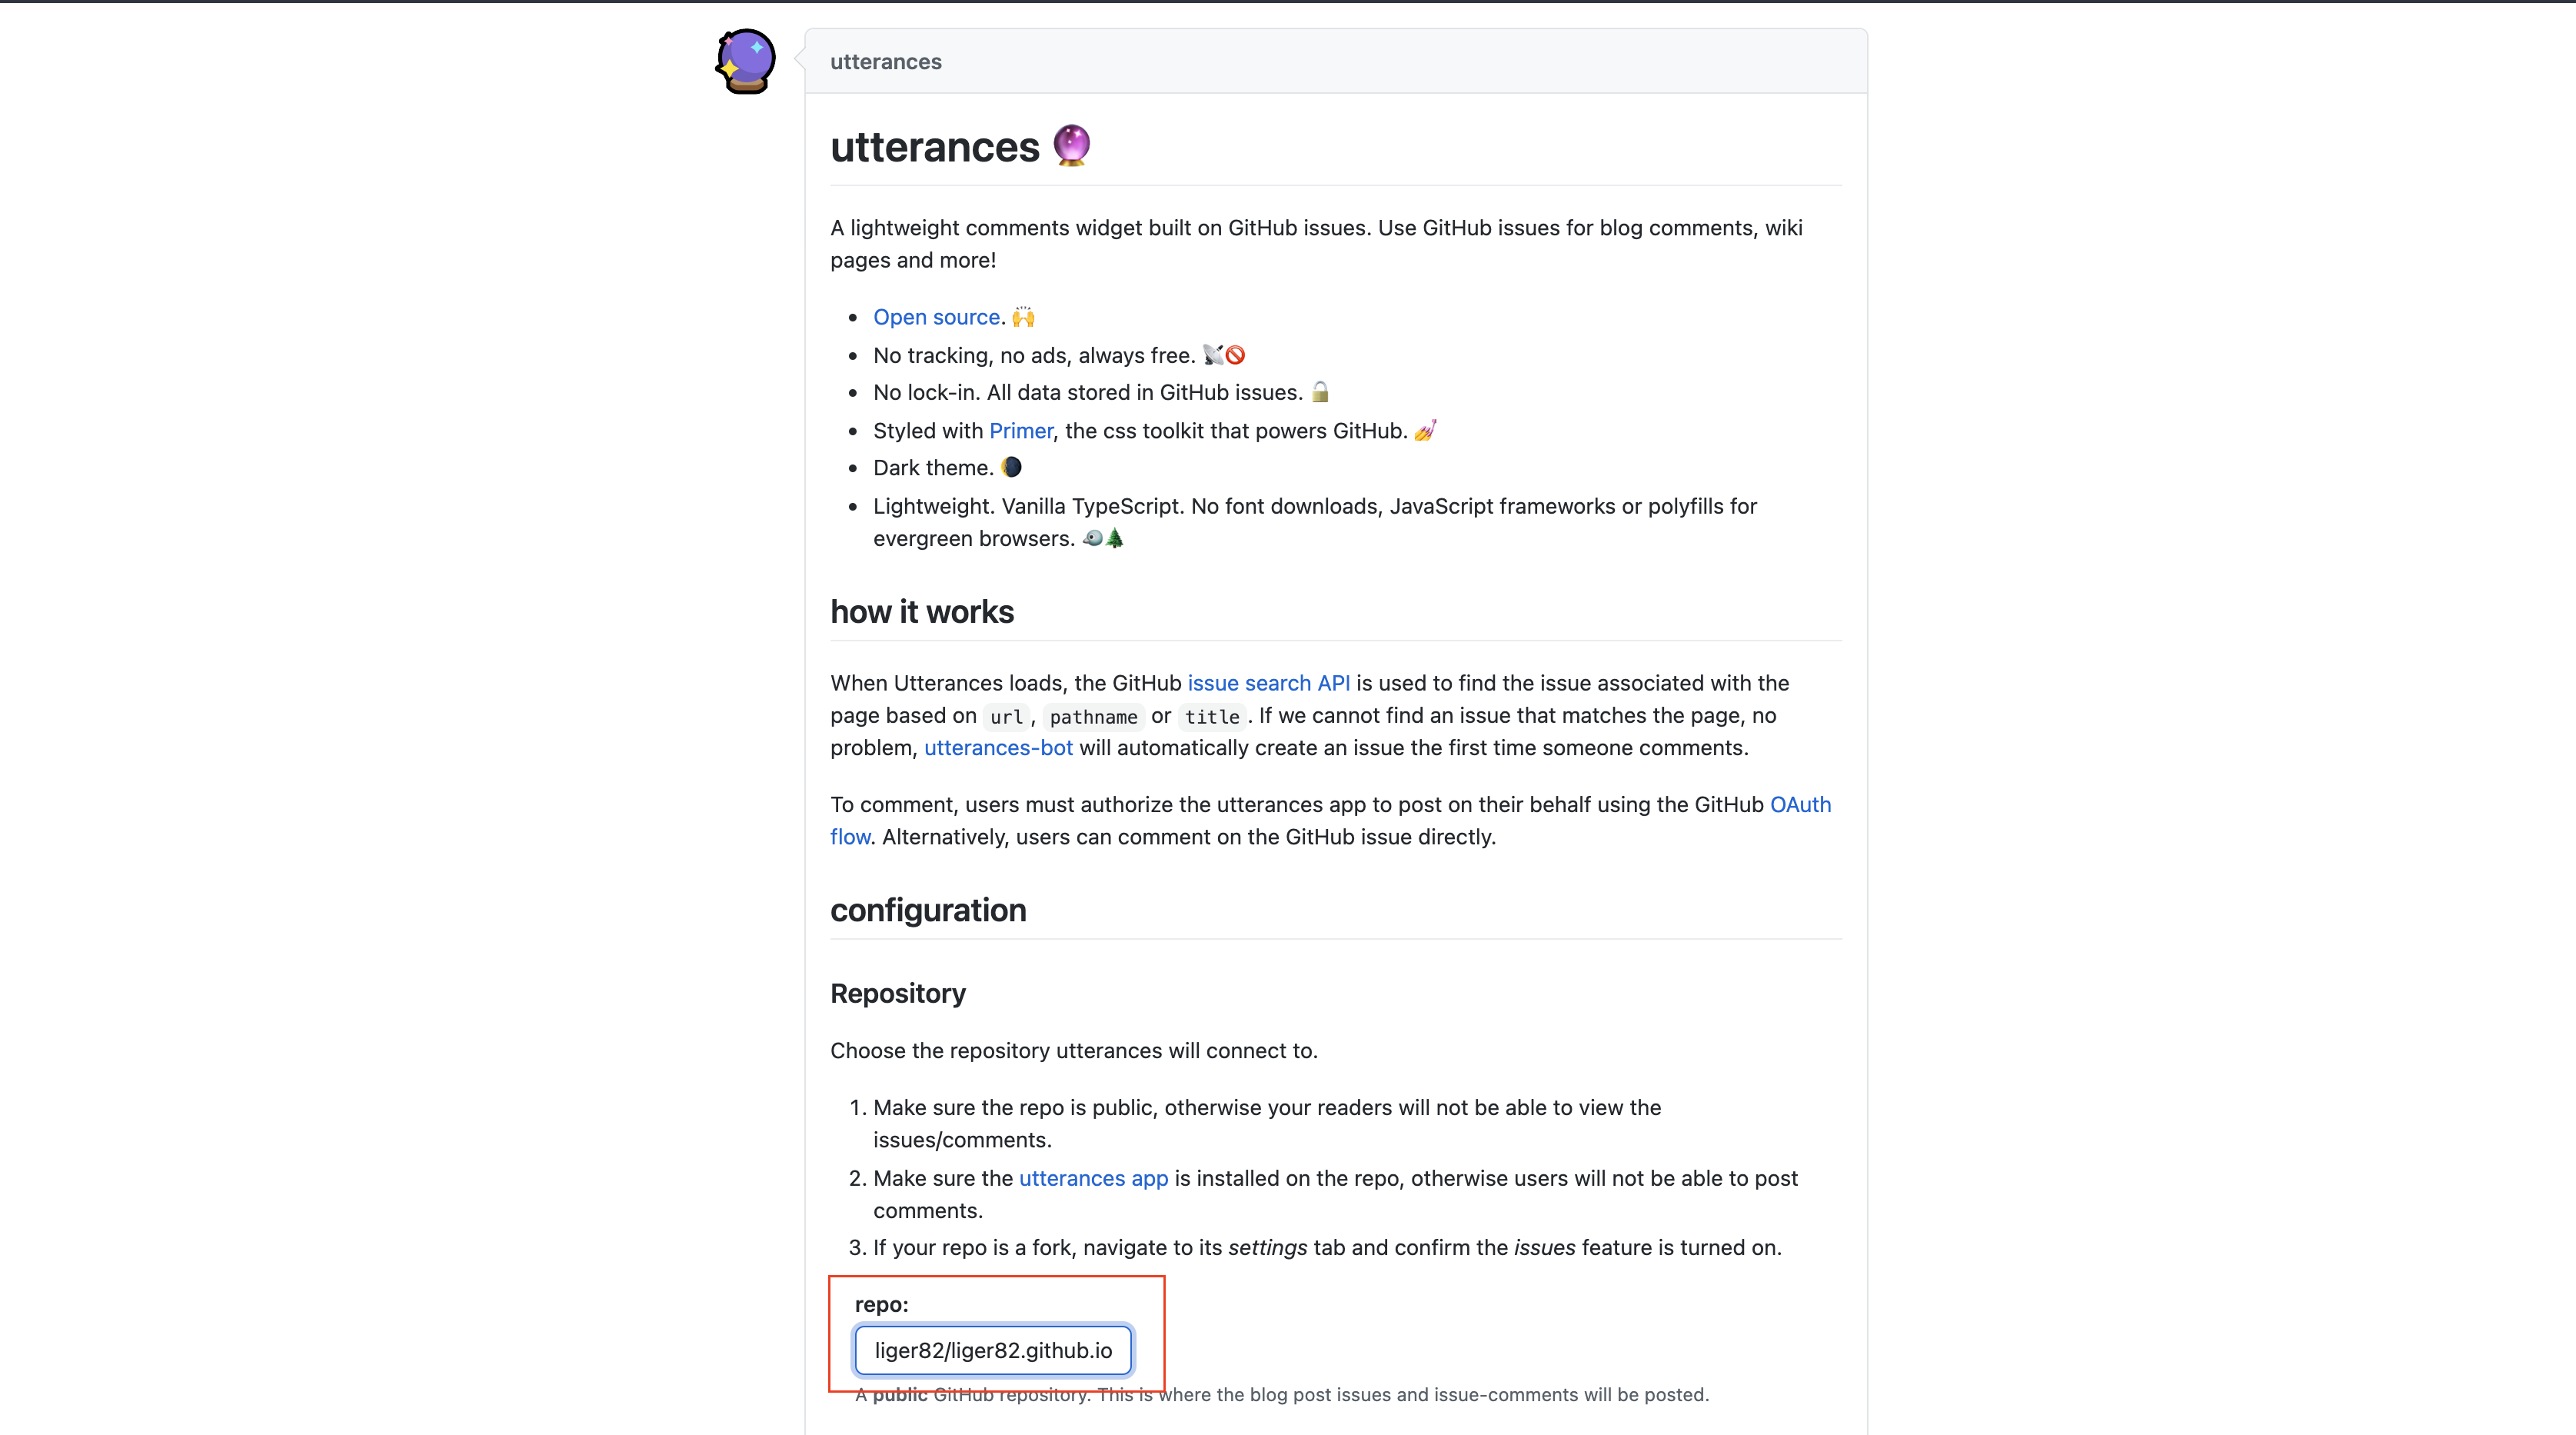 utterances
utterances
A lightweight comments widget built on GitHub issues. Use GitHub issues for blog comments, wiki
pages and more!
Open source.
No tracking, no ads, always free.
No lock-in. All data stored in GitHub issues.
Styled with Primer, the css toolkit that powers GitHub.
Dark theme.
Lightweight. Vanilla TypeScript. No font downloads, JavaScript frameworks or polyfills for
evergreen browsers.
how it works
When Utterances loads, the GitHub issue search API is used to find the issue associated with the
page based on url, pathname or title. If we cannot find an issue that matches the page, no
problem, utterances-bot will automatically create an issue the first time someone comments.
To comment, users must authorize the utterances app to post on their behalf using the GitHub OAuth
flow. Alternatively, users can comment on the GitHub issue directly.
configuration
Repository
Choose the repository utterances will connect to.
1. Make sure the repo is public, otherwise your readers will not be able to view the
issues/comments.
2. Make sure the utterances app is installed on the repo, otherwise users will not be able to post
comments.
3. If your repo is a fork, navigate to its settings tab and confirm the issues feature is turned on.
repo:
liger82/liger82.github.io
A public GitHub repository. This is where the blog post issues and issue-comments will be posted.